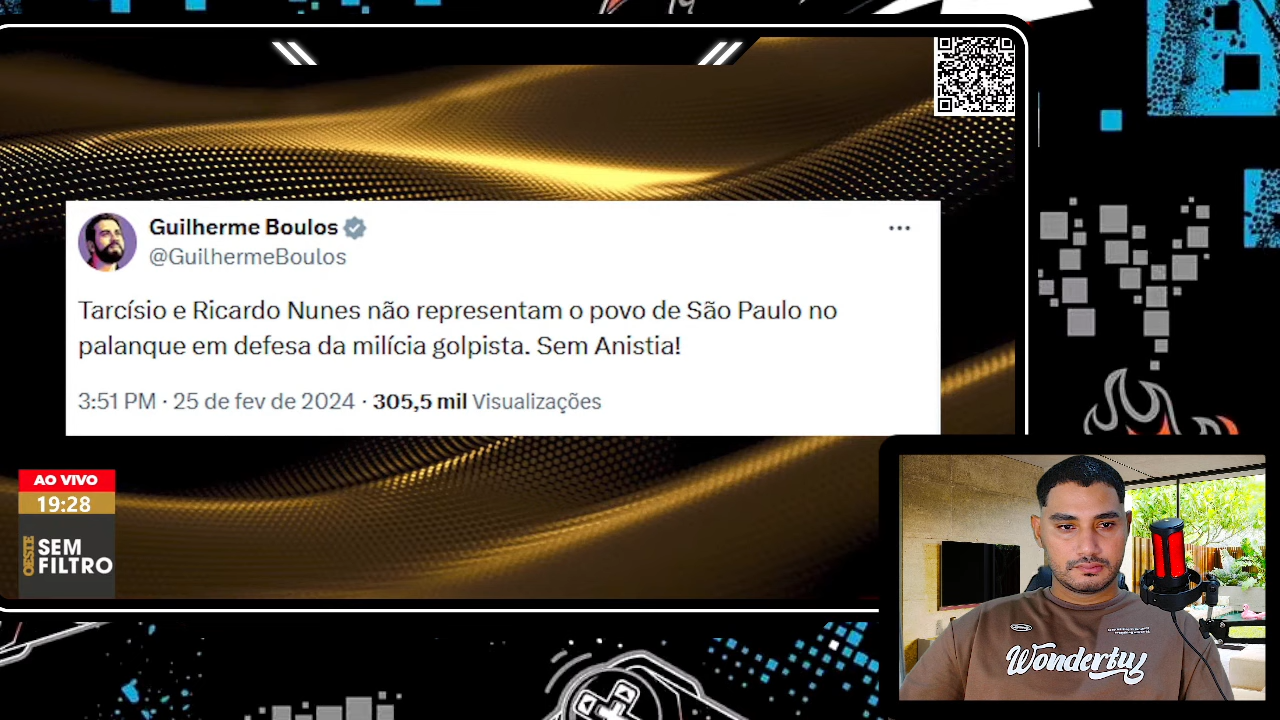 Guilherme Boulos
@GuilhermeBoulos
Tarcísio e Ricardo Nunes não representam o povo de São Paulo no
palanque em defesa da milícia golpista. Sem Anistia!
3:51 PM · 25 de fev de 2024 · 305,5 mil Visualizações
AO VIVO
19:28
OESTE
SEM
FILTRO
Wonderful